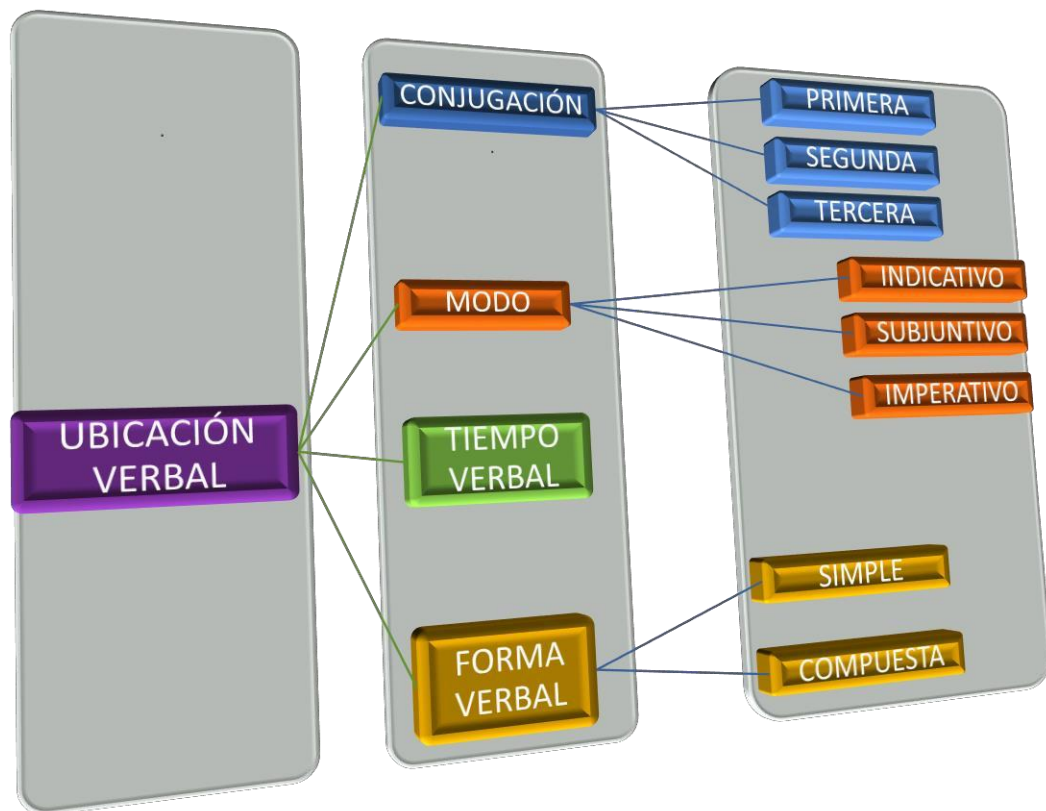 UBICACIÓN
VERBAL
CONJUGACIÓN
MODO
TIEMPO
VERBAL
FORMA
VERBAL
PRIMERA
SEGUNDA
TERCERA
INDICATIVO
SUBJUNTIVO
IMPERATIVO
SIMPLE
COMPUESTA